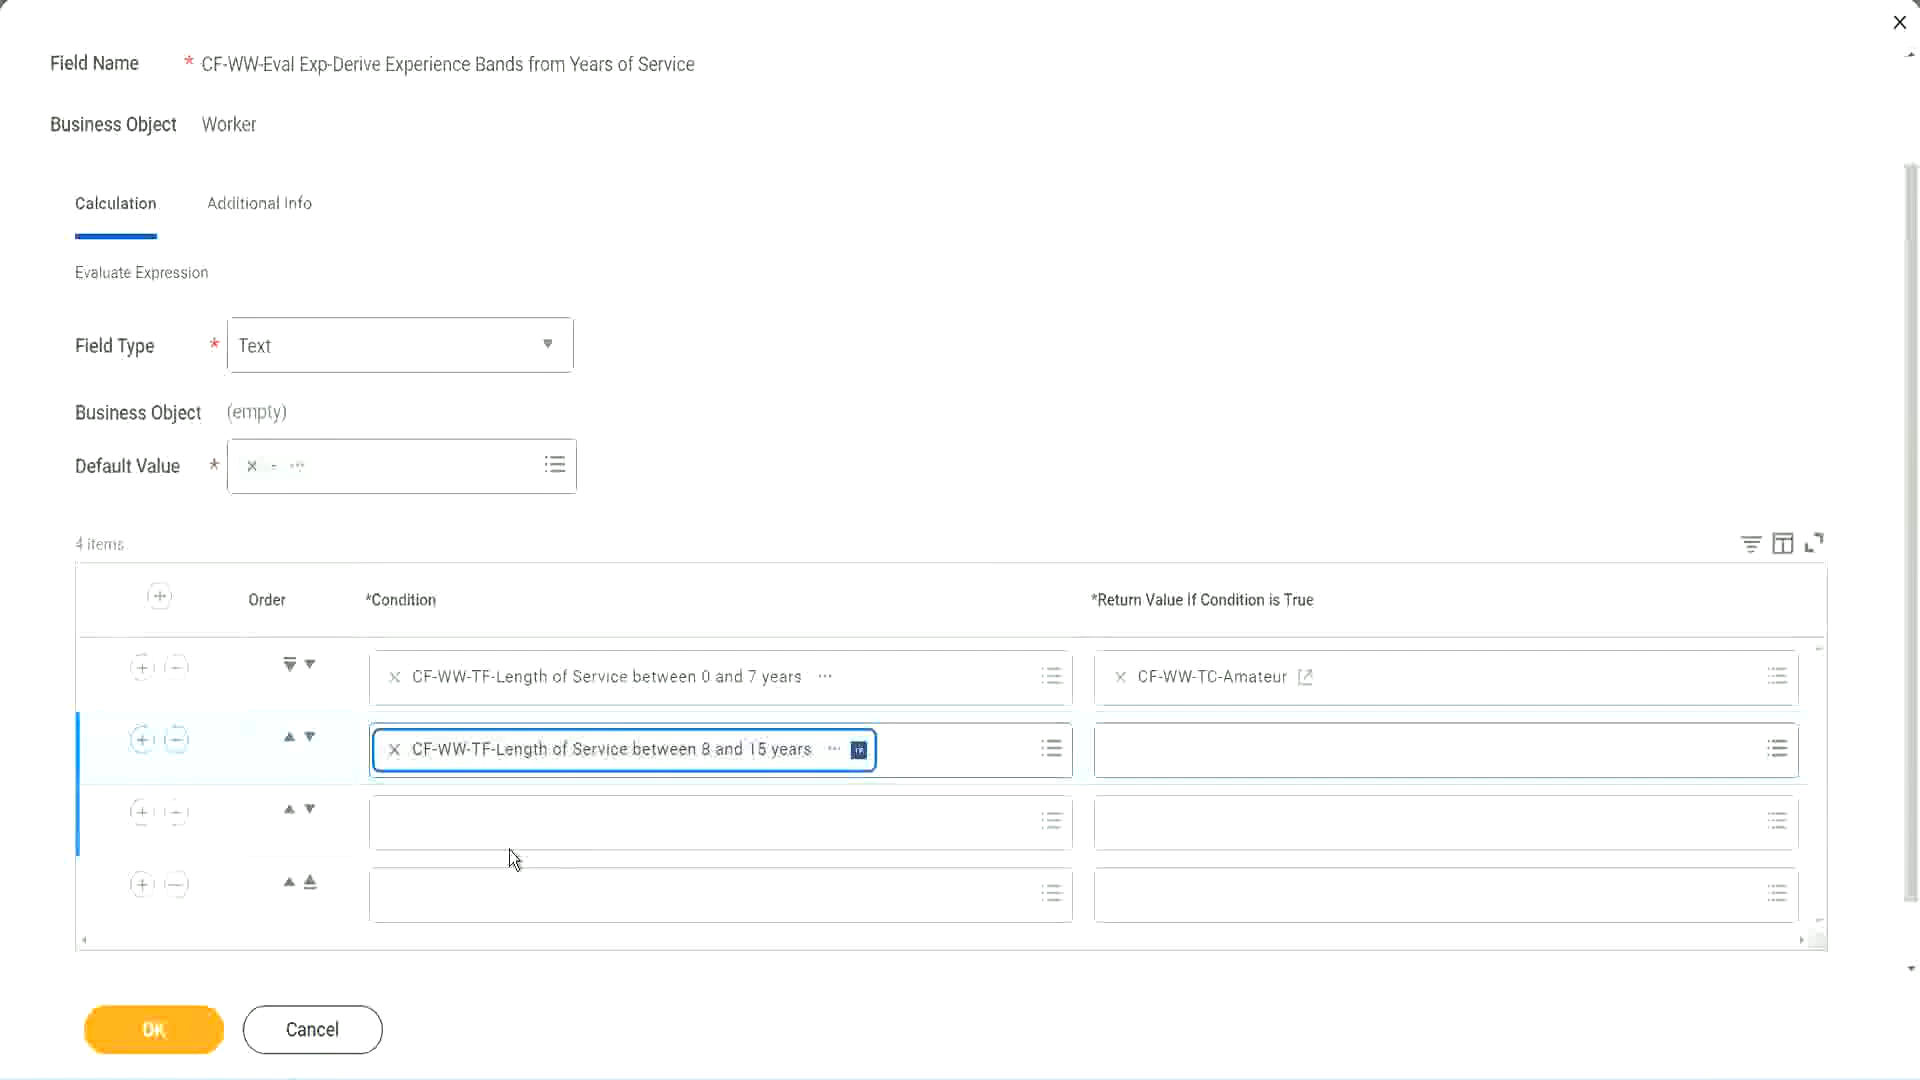 Field Name * CF-WW-Eval Exp-Derive Experience Bands from Years of Service
Business Object Worker
Calculation Additional Info
Evaluate Expression
Field Type * Text
Business Object (empty)
Default Value * -
4 items
Order *Condition *Return Value If Condition is True
CF-WW-TF-Length of Service between 0 and 7 years CF-WW-TC-Amateur
CF-WW-TF-Length of Service between 8 and 15 years
OK Cancel